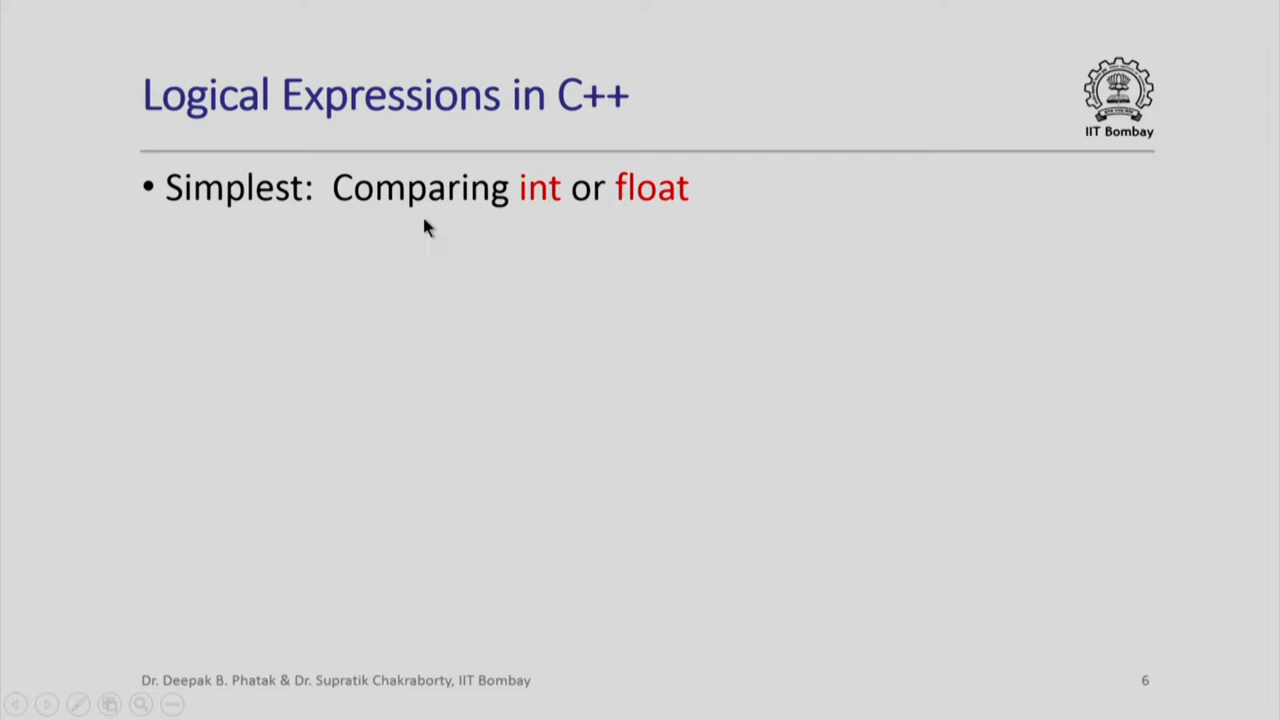 Logical Expressions in C++
IIT Bombay
• Simplest: Comparing int or float
Dr. Deepak B. Phatak & Dr. Supratik Chakraborty, IIT Bombay
6